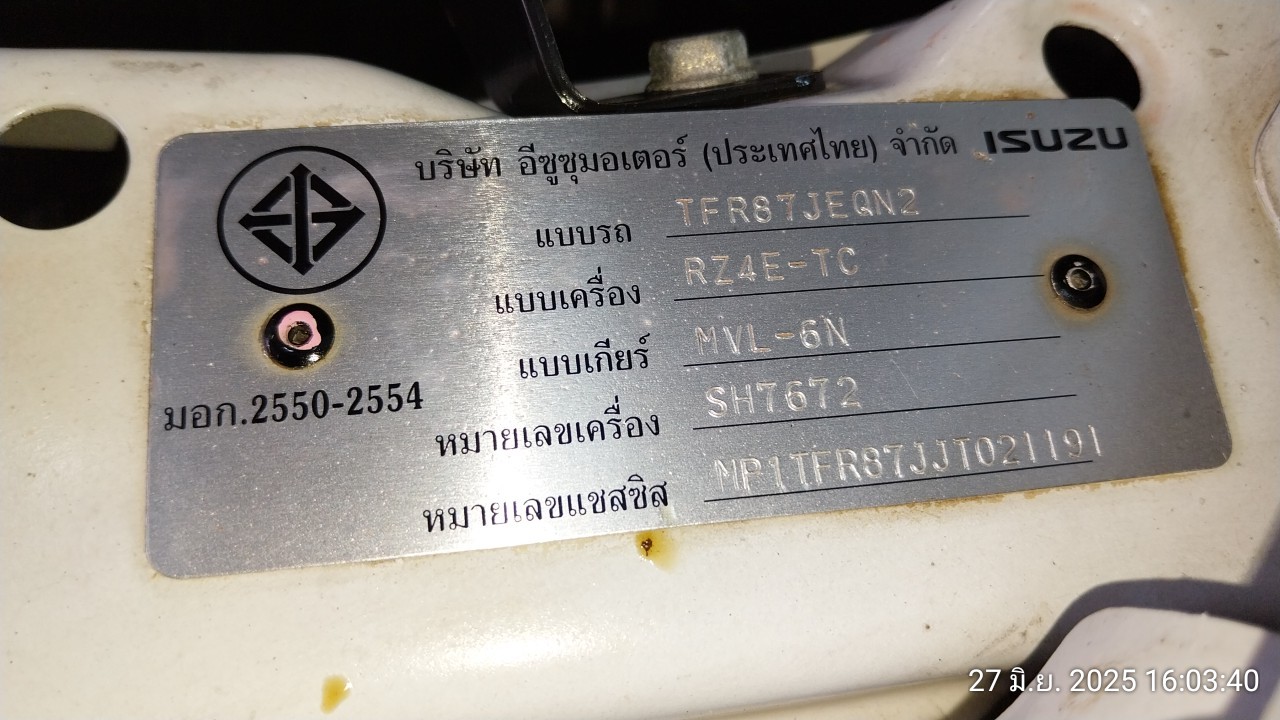 บริษัท อีซูซุมอเตอร์ (ประเทศไทย) จำกัด ISUZU
แบบรถ TFR87JEQN2
แบบเครื่อง RZ4E-TC
แบบเกียร์ MVL-6N
มอก.2550-2554
หมายเลขเครื่อง SH7672
หมายเลขแชสซิส MP1TFR87JJT021191
27 มิ.ย. 2025 16:03:40